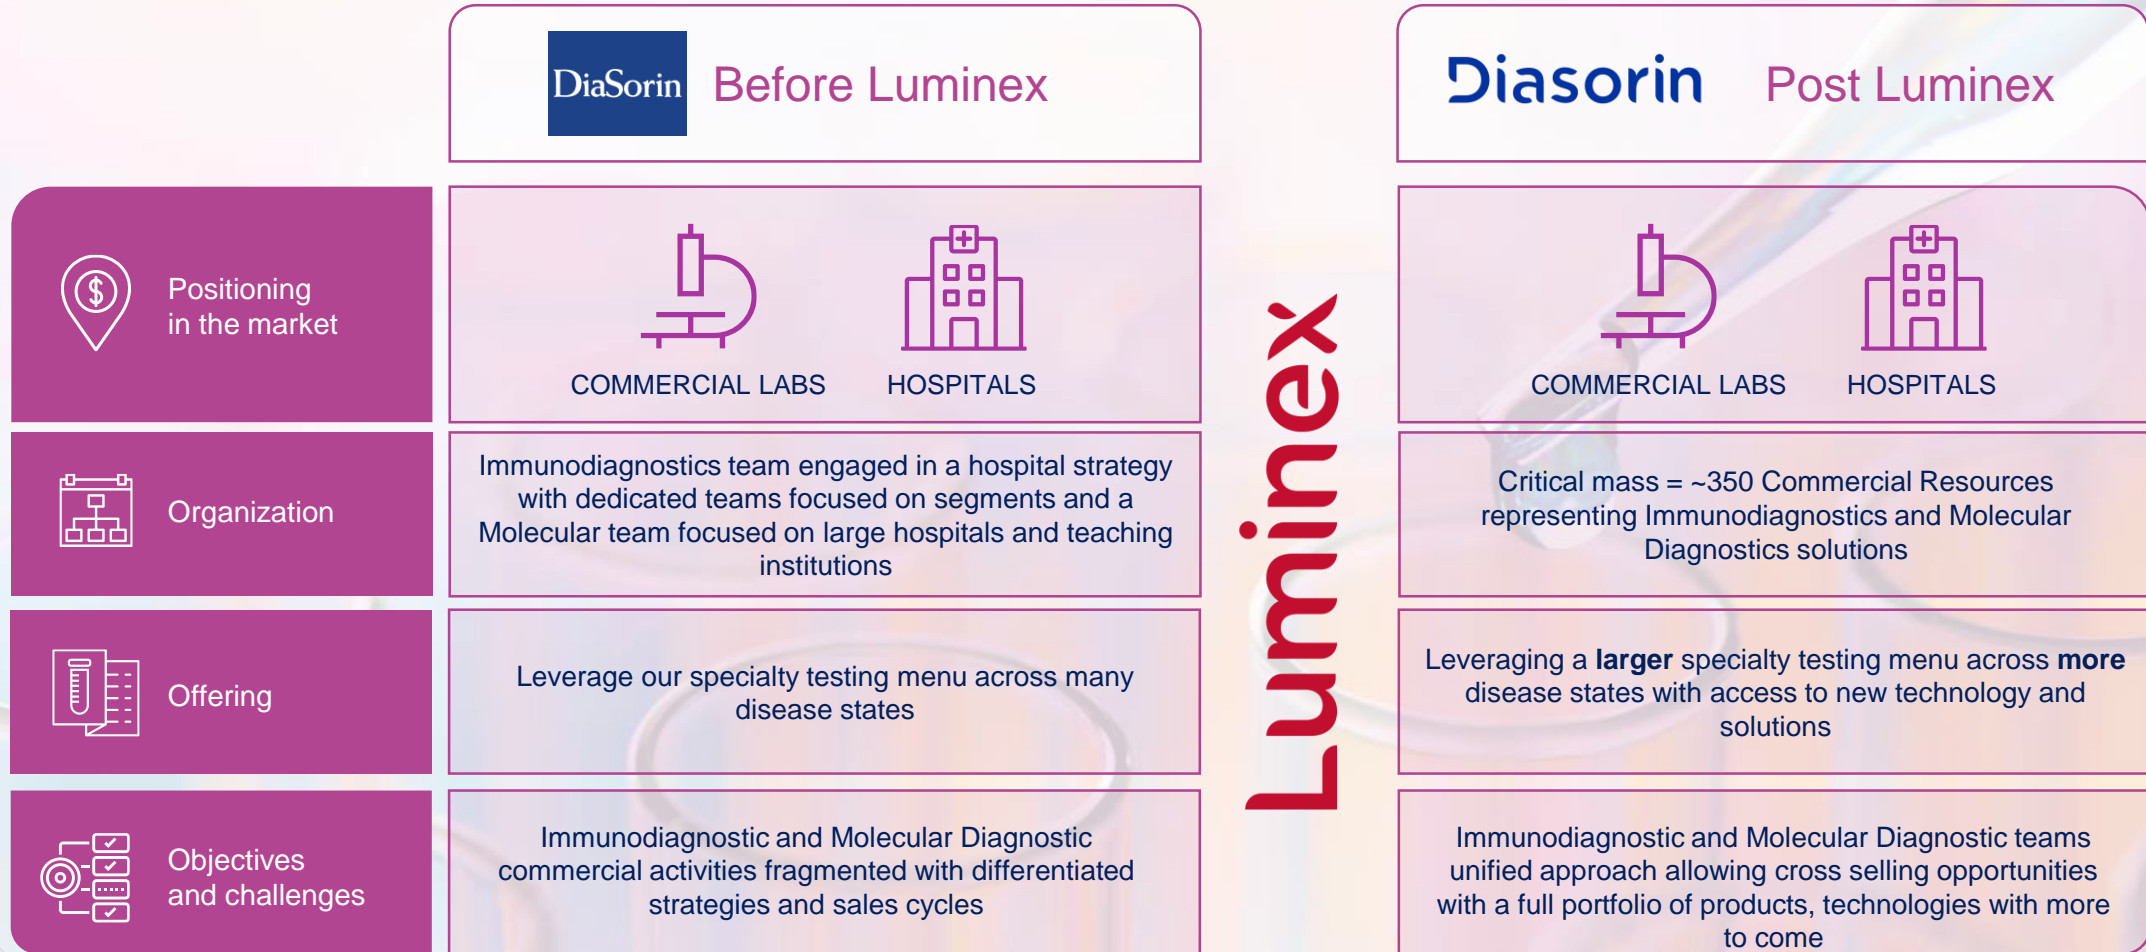 DiaSorin
Before Luminex
Diasorin
Post Luminex
Positioning
in the market
COMMERCIAL LABS
HOSPITALS
Luminex
COMMERCIAL LABS
HOSPITALS
Organization
Immunodiagnostics team engaged in a hospital strategy
with dedicated teams focused on segments and a
Molecular team focused on large hospitals and teaching
institutions
Critical mass = ~350 Commercial Resources
representing Immunodiagnostics and Molecular
Diagnostics solutions
Offering
Leverage our specialty testing menu across many
disease states
Leveraging a larger specialty testing menu across more
disease states with access to new technology and
solutions
Objectives
and challenges
Immunodiagnostic and Molecular Diagnostic
commercial activities fragmented with differentiated
strategies and sales cycles
Immunodiagnostic and Molecular Diagnostic teams
unified approach allowing cross selling opportunities
with a full portfolio of products, technologies with more
to come